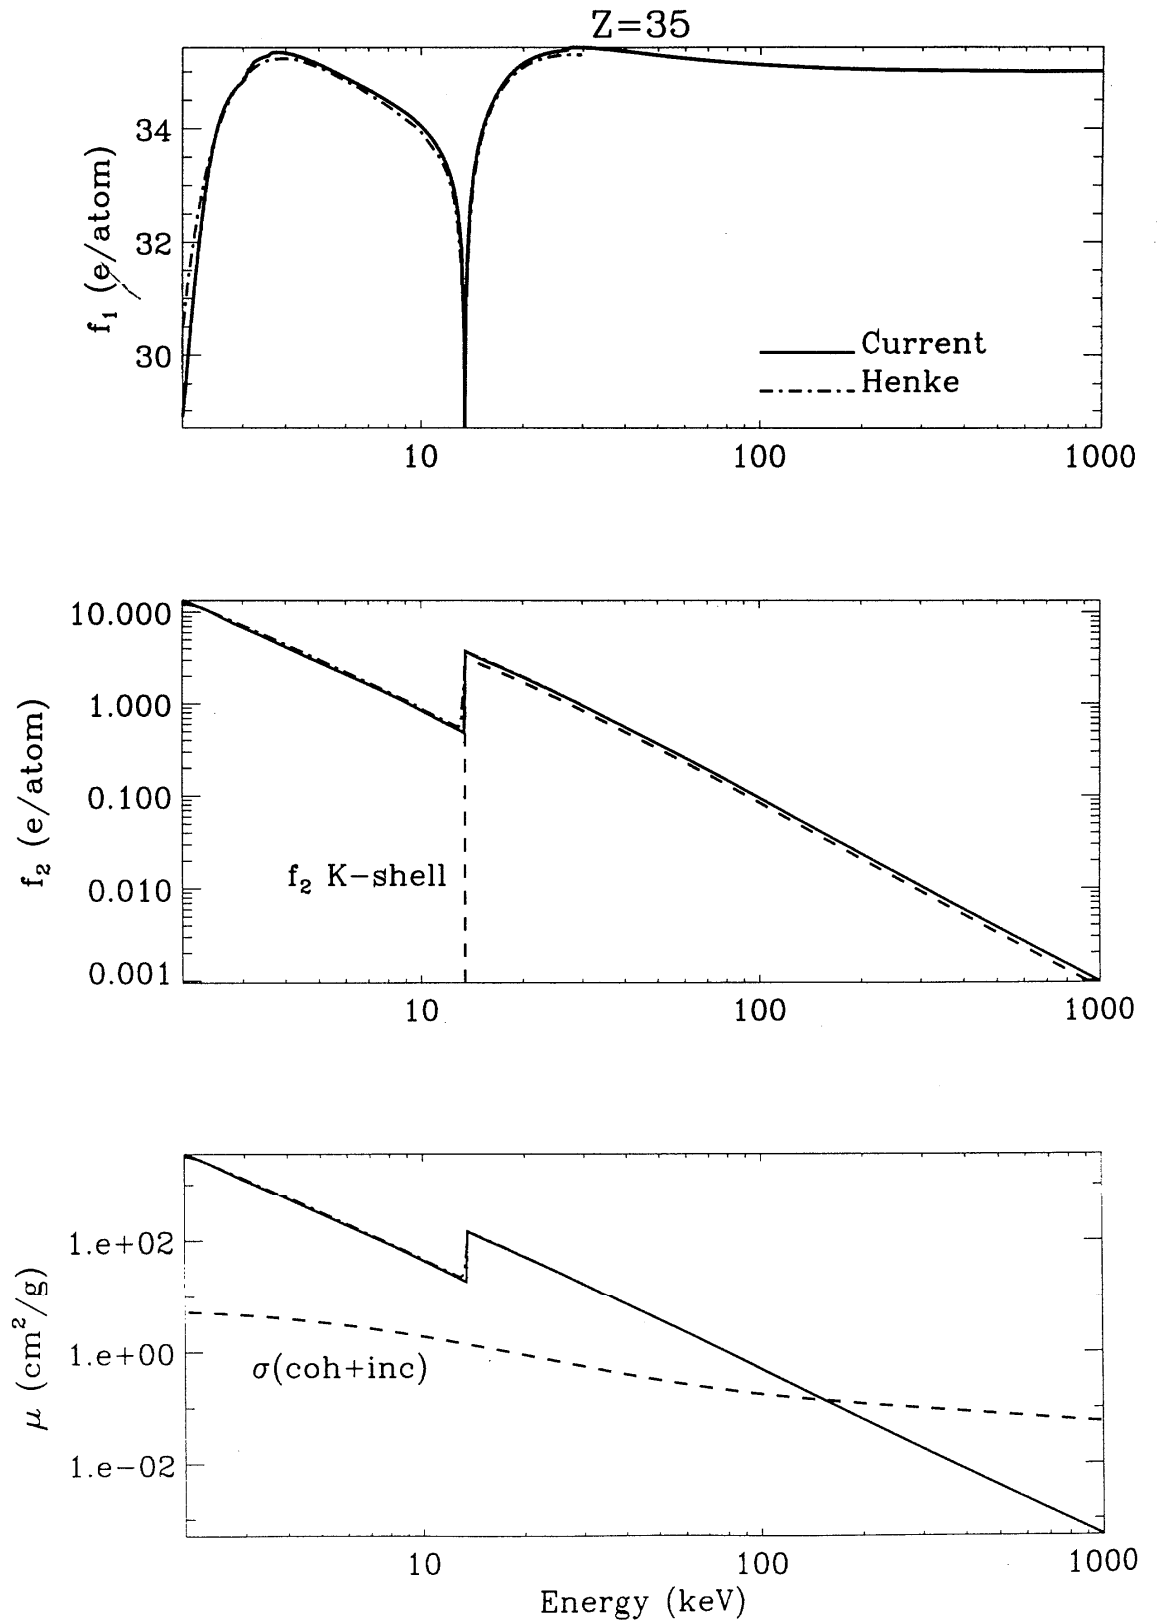 Z=35
f₁ (e/atom)
34
32
30
Current
Henke
10 100 1000
f₂ (e/atom)
10.000
1.000
0.100
0.010
0.001
f₂ K-shell
10 100 1000
μ (cm²/g)
1.e+02
1.e+00
1.e-02
σ(coh+inc)
10 100 1000
Energy (keV)